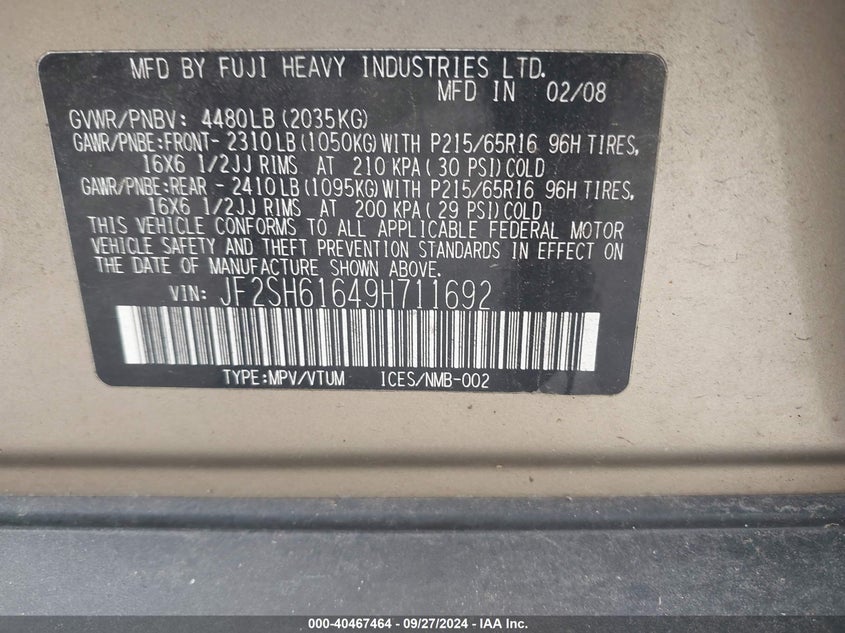 MFD BY FUJI HEAVY INDUSTRIES LTD.
MFD IN 02/08
GVWR/PNBV: 4480LB(2035KG)
GAWR/PNBE:FRONT-2310LB(1050KG)WITH P215/65R16 96H TIRES,
16X6 1/2JJ RIMS AT 210 KPA(30 PSI)COLD
GAWR/PNBE:REAR -2410LB(1095KG)WITH P215/65R16 96H TIRES,
16X6 1/2JJ RIMS AT 200 KPA(29 PSI)COLD
THIS VEHICLE CONFORMS TO ALL APPLICABLE FEDERAL MOTOR
VEHICLE SAFETY AND THEFT PREVENTION STANDARDS IN EFFECT ON
THE DATE OF MANUFACTURE SHOWN ABOVE.
VIN: JF2SH61649H711692
TYPE:MPV/VTUM ICES/NMB-002
000-40467464 - 09/27/2024 - IAA Inc.